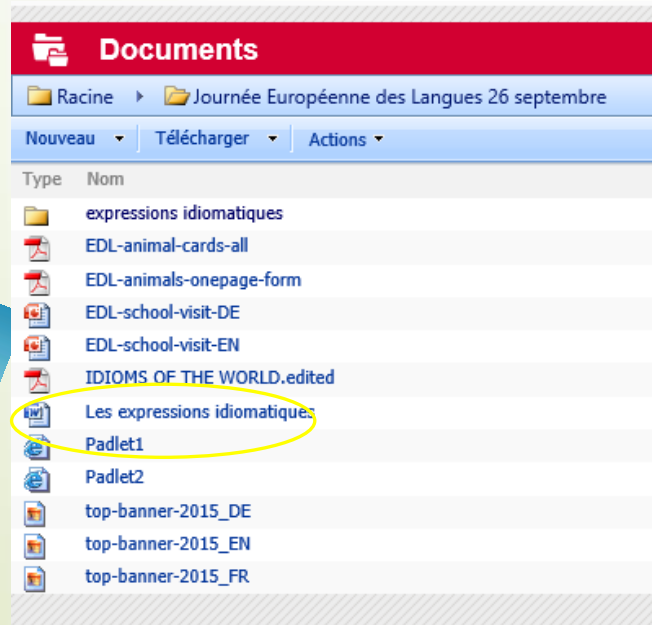 Documents
Racine Journée Européenne des Langues 26 septembre
Nouveau Télécharger Actions
Type Nom
expressions idiomatiques
EDL-animal-cards-all
EDL-animals-onepage-form
EDL-school-visit-DE
EDL-school-visit-EN
IDIOMS OF THE WORLD.edited
Les expressions idiomatiques
Padlet1
Padlet2
top-banner-2015_DE
top-banner-2015_EN
top-banner-2015_FR